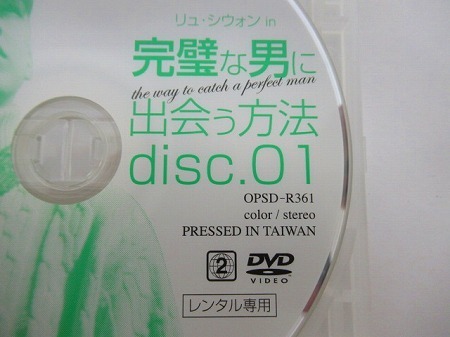 リュ・シウォン in
完璧な男に
the way to catch a perfect man
出会う方法
disc.01
OPSD-R361
color / stereo
PRESSED IN TAIWAN
2 DVD
VIDEO
レンタル専用